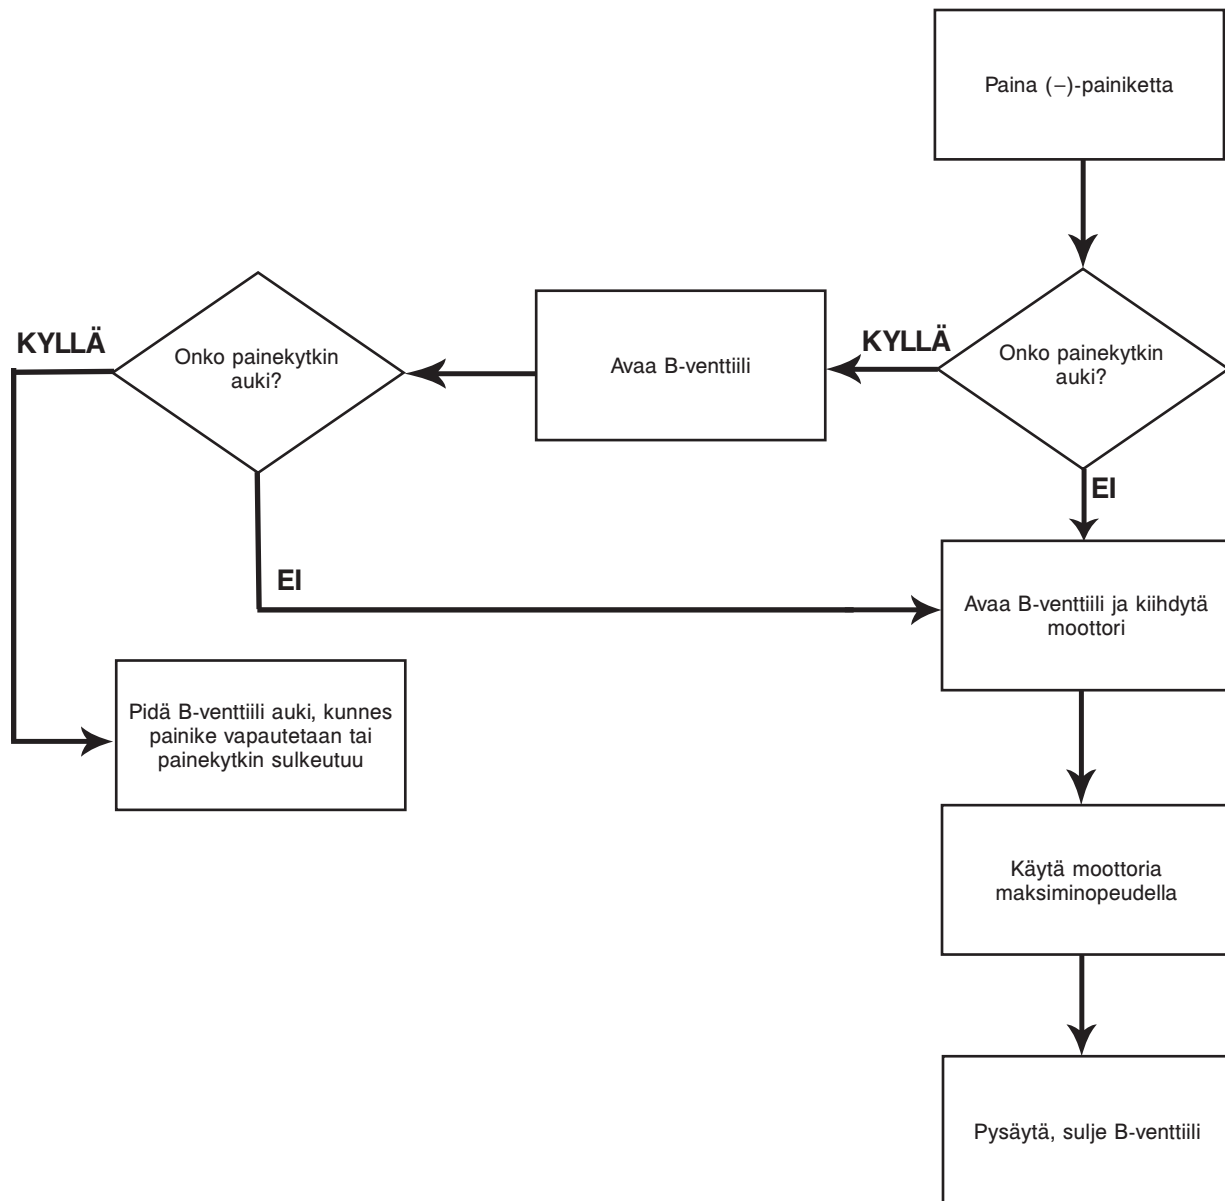 Paina (–)-painiketta
KYLLÄ
Onko painekytkin
auki?
Avaa B-venttiili
KYLLÄ
Onko painekytkin
auki?
EI
EI
Avaa B-venttiili ja kiihdytä
moottori
Pidä B-venttiili auki, kunnes
painike vapautetaan tai
painekytkin sulkeutuu
Käytä moottoria
maksiminopeudella
Pysäytä, sulje B-venttiili